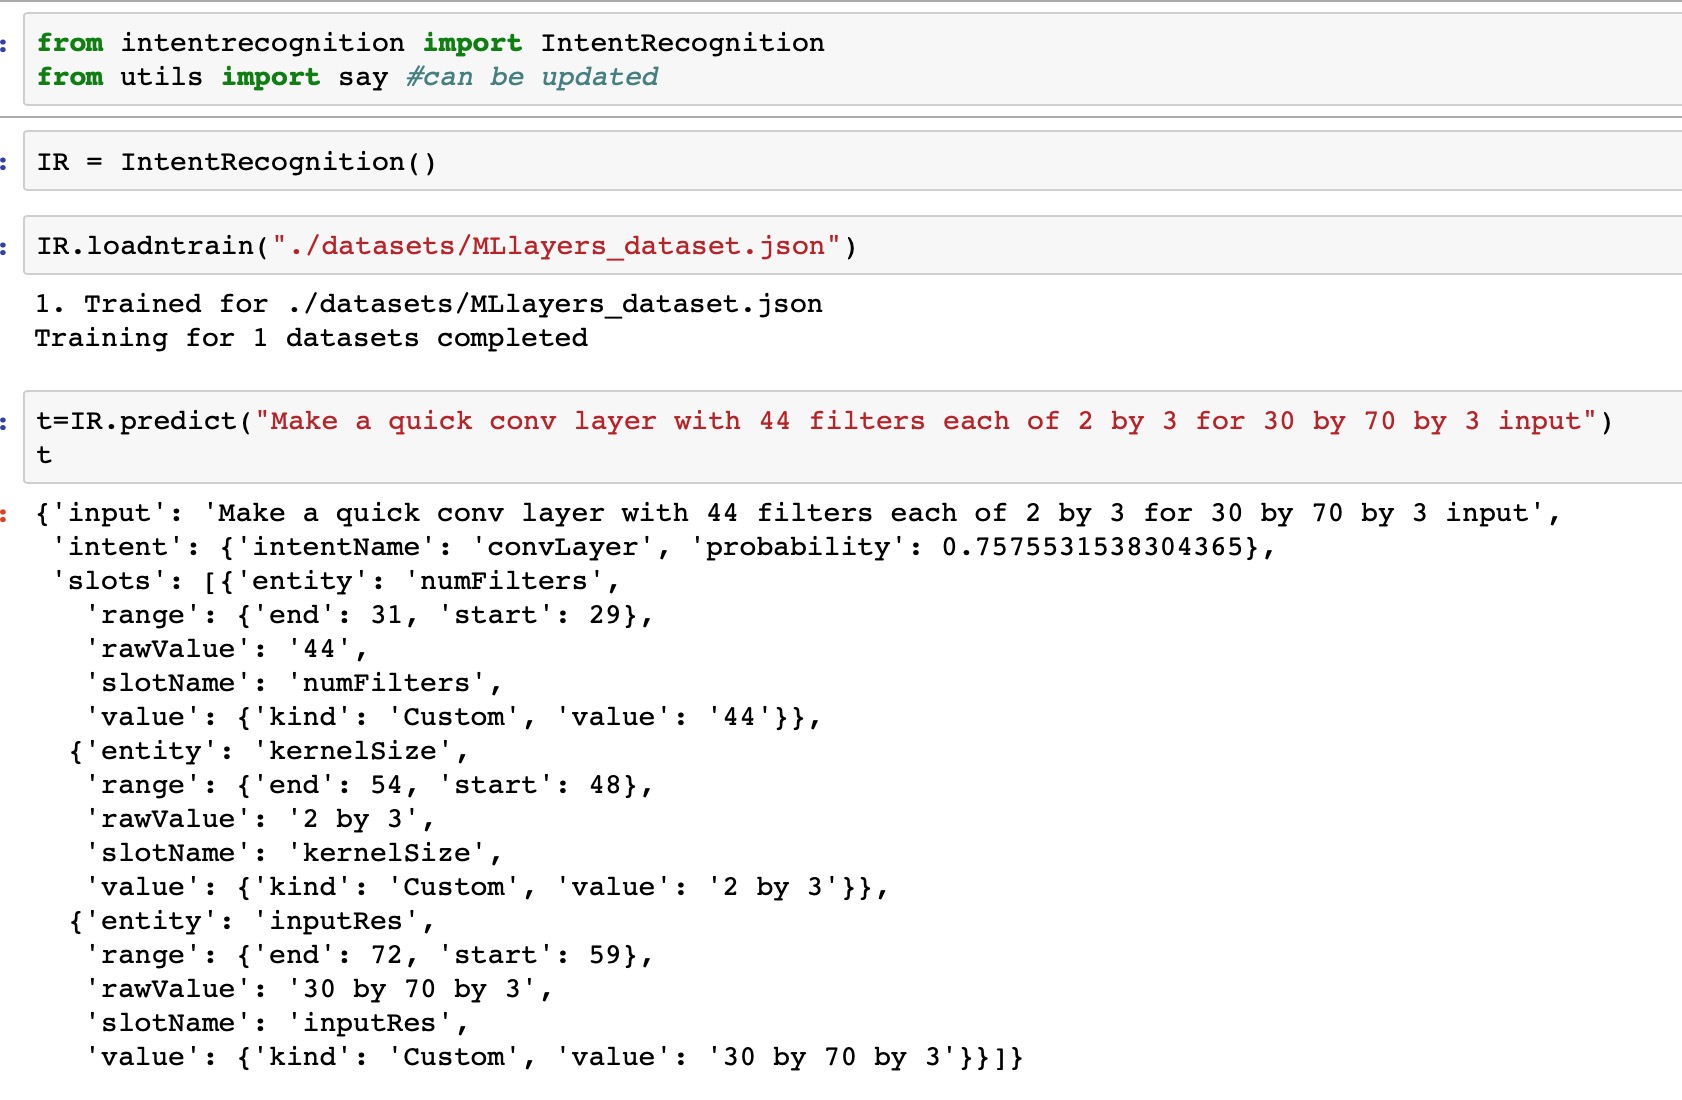 from intentrecognition import IntentRecognition
from utils import say #can be updated
IR = IntentRecognition()
IR.loadntrain("./datasets/MLlayers_dataset.json")
1. Trained for ./datasets/MLlayers_dataset.json
Training for 1 datasets completed
t=IR.predict("Make a quick conv layer with 44 filters each of 2 by 3 for 30 by 70 by 3 input")
t
{'input': 'Make a quick conv layer with 44 filters each of 2 by 3 for 30 by 70 by 3 input',
 'intent': {'intentName': 'convLayer', 'probability': 0.7575531538304365},
 'slots': [{'entity': 'numFilters',
   'range': {'end': 31, 'start': 29},
   'rawValue': '44',
   'slotName': 'numFilters',
   'value': {'kind': 'Custom', 'value': '44'}},
  {'entity': 'kernelSize',
   'range': {'end': 54, 'start': 48},
   'rawValue': '2 by 3',
   'slotName': 'kernelSize',
   'value': {'kind': 'Custom', 'value': '2 by 3'}},
  {'entity': 'inputRes',
   'range': {'end': 72, 'start': 59},
   'rawValue': '30 by 70 by 3',
   'slotName': 'inputRes',
   'value': {'kind': 'Custom', 'value': '30 by 70 by 3'}}]}